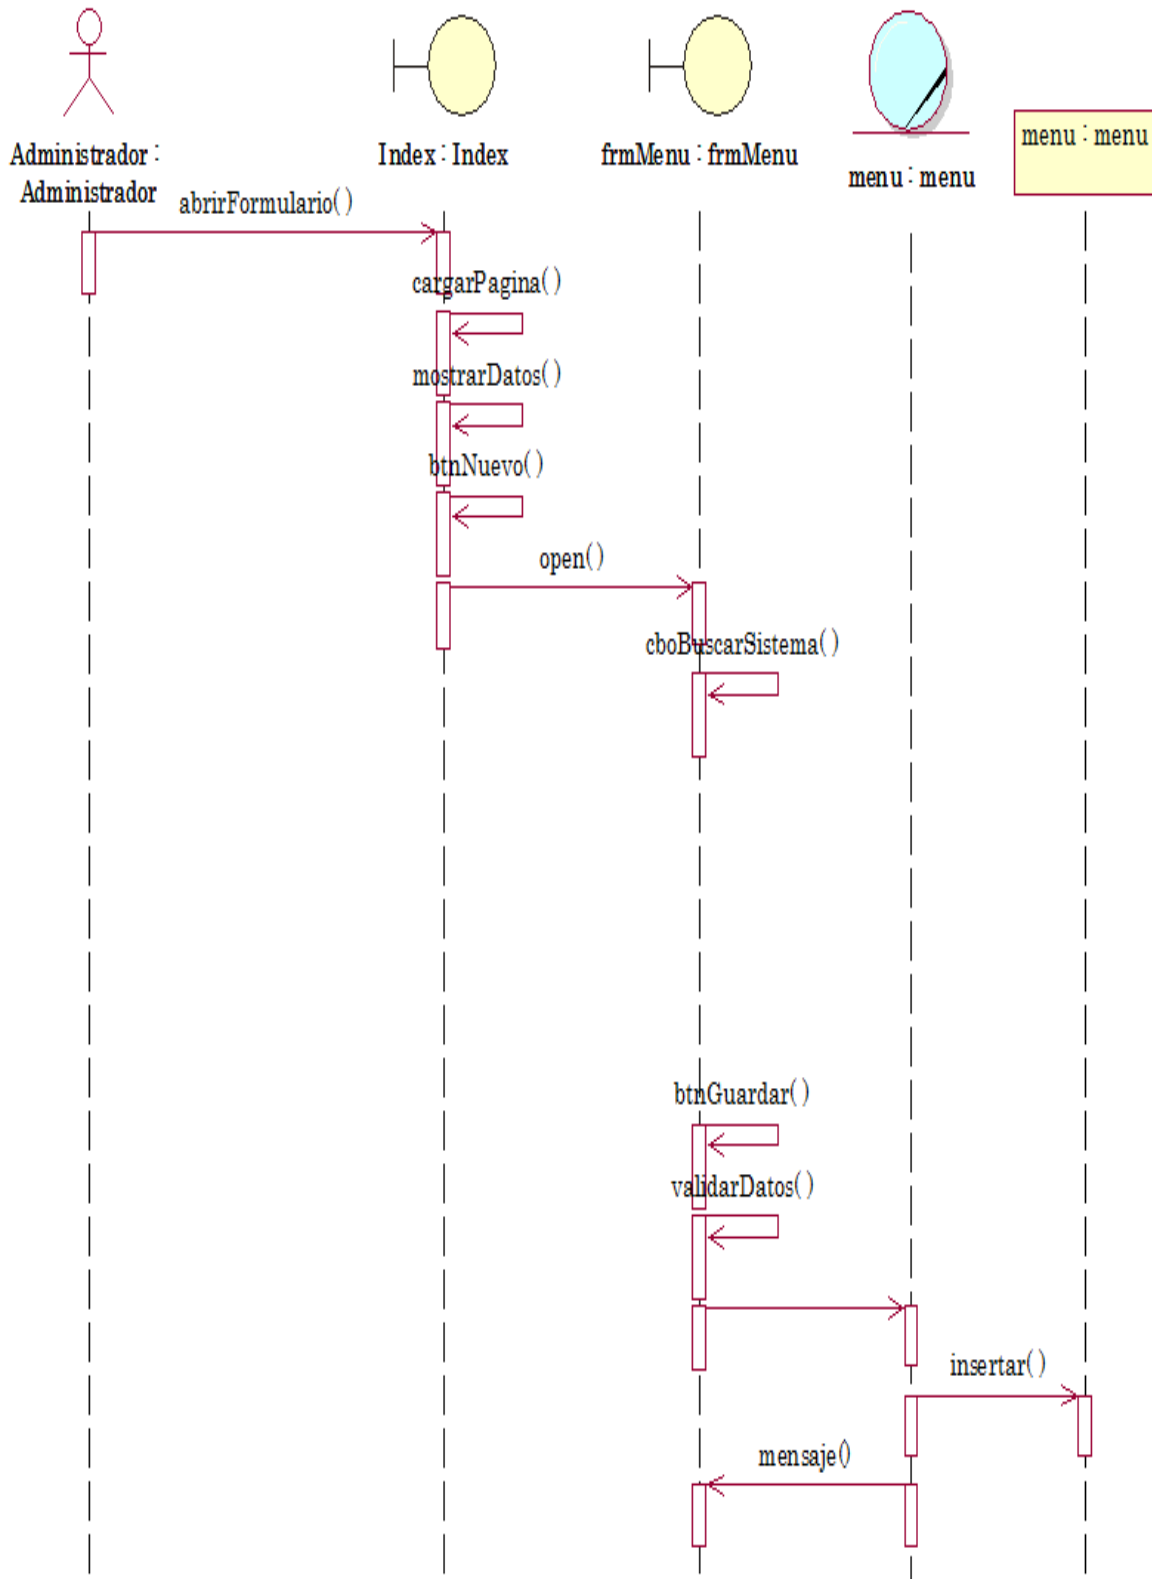 Administrador :
Administrador
Index : Index
frmMenu : frmMenu
menu : menu
menu : menu
abrirFormulario( )
cargarPagina( )
mostrarDatos( )
btnNuevo( )
open( )
cboBuscarSistema( )
btnGuardar( )
validarDatos( )
insertar( )
mensaje()